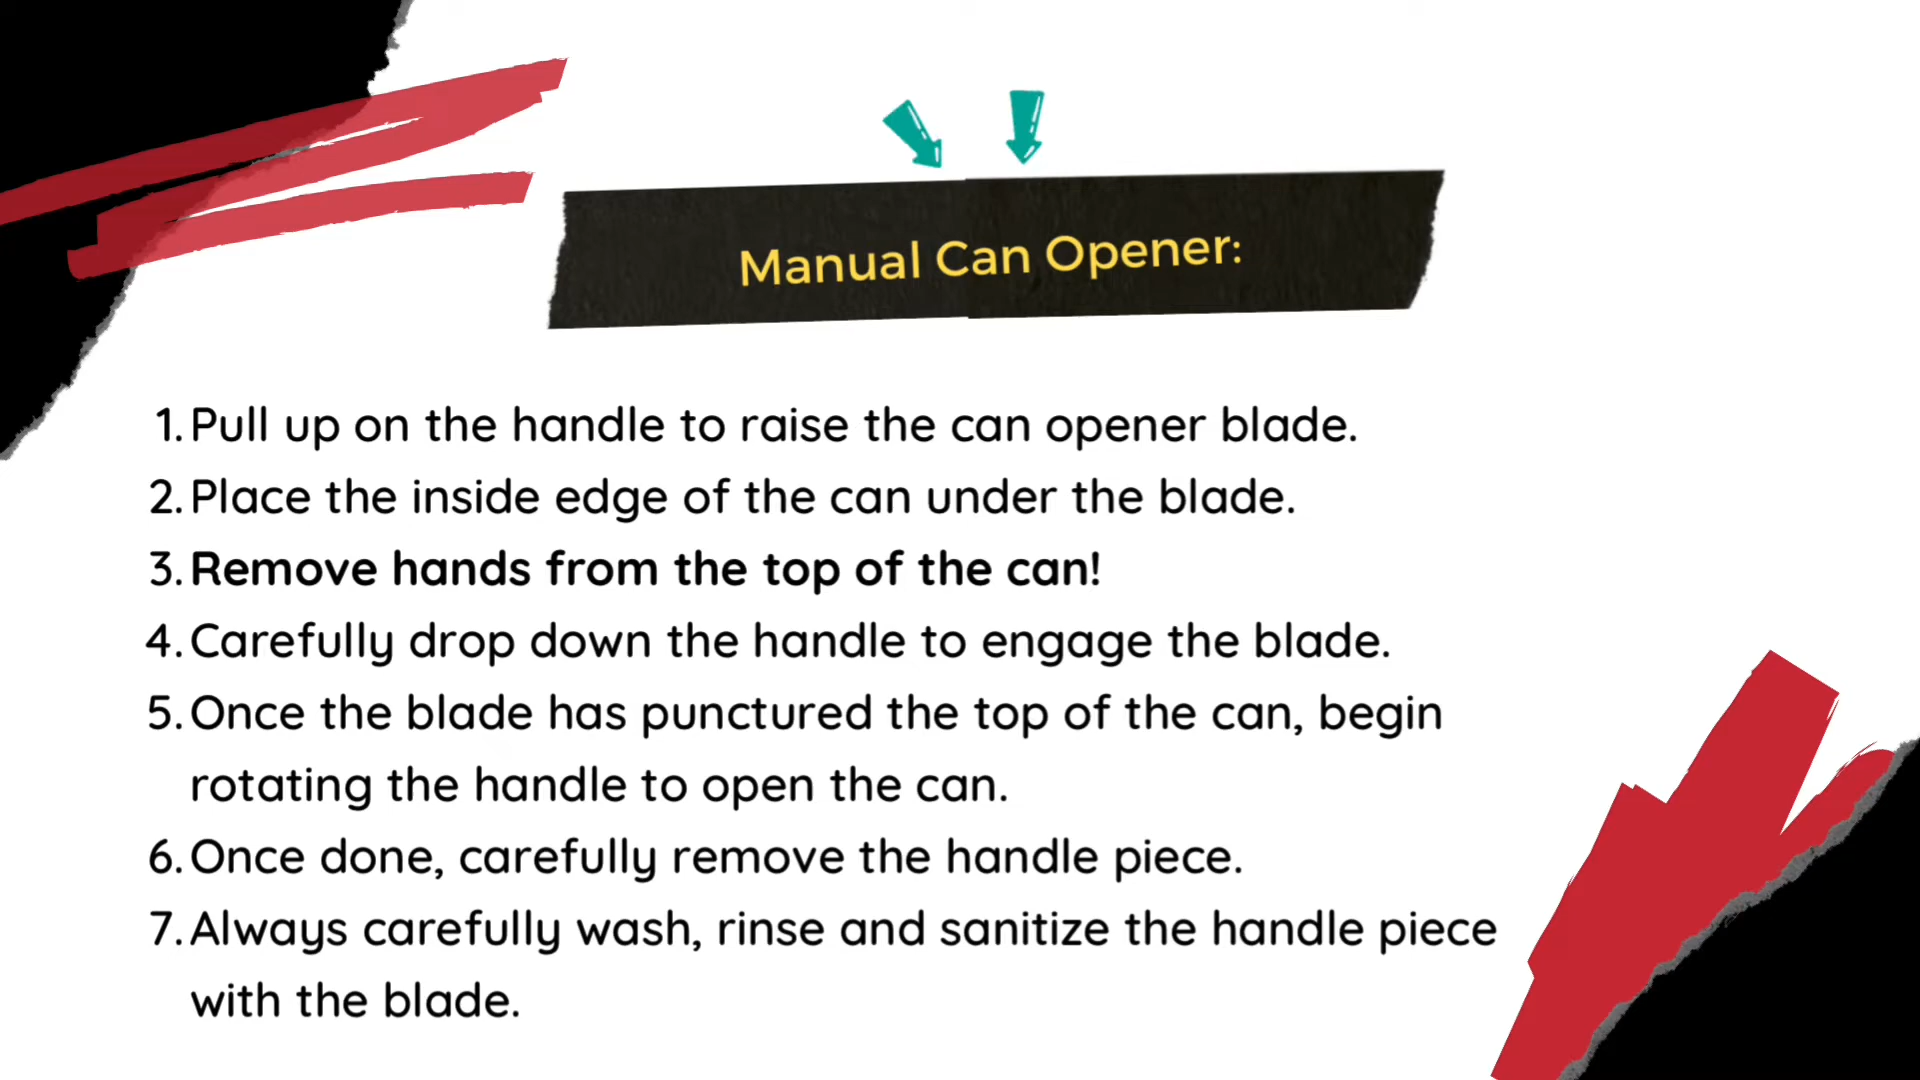 Manual Can Opener:
1. Pull up on the handle to raise the can opener blade.
2. Place the inside edge of the can under the blade.
3. Remove hands from the top of the can!
4. Carefully drop down the handle to engage the blade.
5. Once the blade has punctured the top of the can, begin
rotating the handle to open the can.
6. Once done, carefully remove the handle piece.
7. Always carefully wash, rinse and sanitize the handle piece
with the blade.